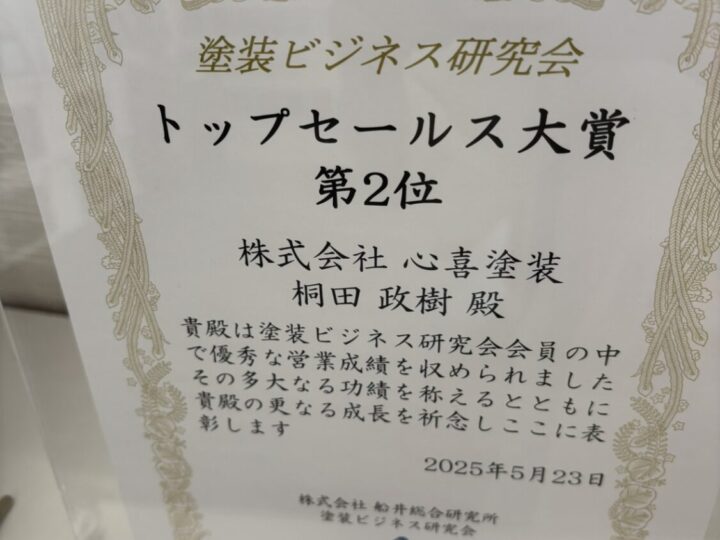 塗装ビジネス研究会
トップセールス大賞
第2位
株式会社 心喜塗装
桐田 政樹 殿
貴殿は塗装ビジネス研究会会員の中
で優秀な営業成績を収められました
その多大なる功績を称えるとともに
貴殿の更なる成長を祈念しここに表
彰します
2025年5月23日
株式会社 船井総合研究所
塗装ビジネス研究会